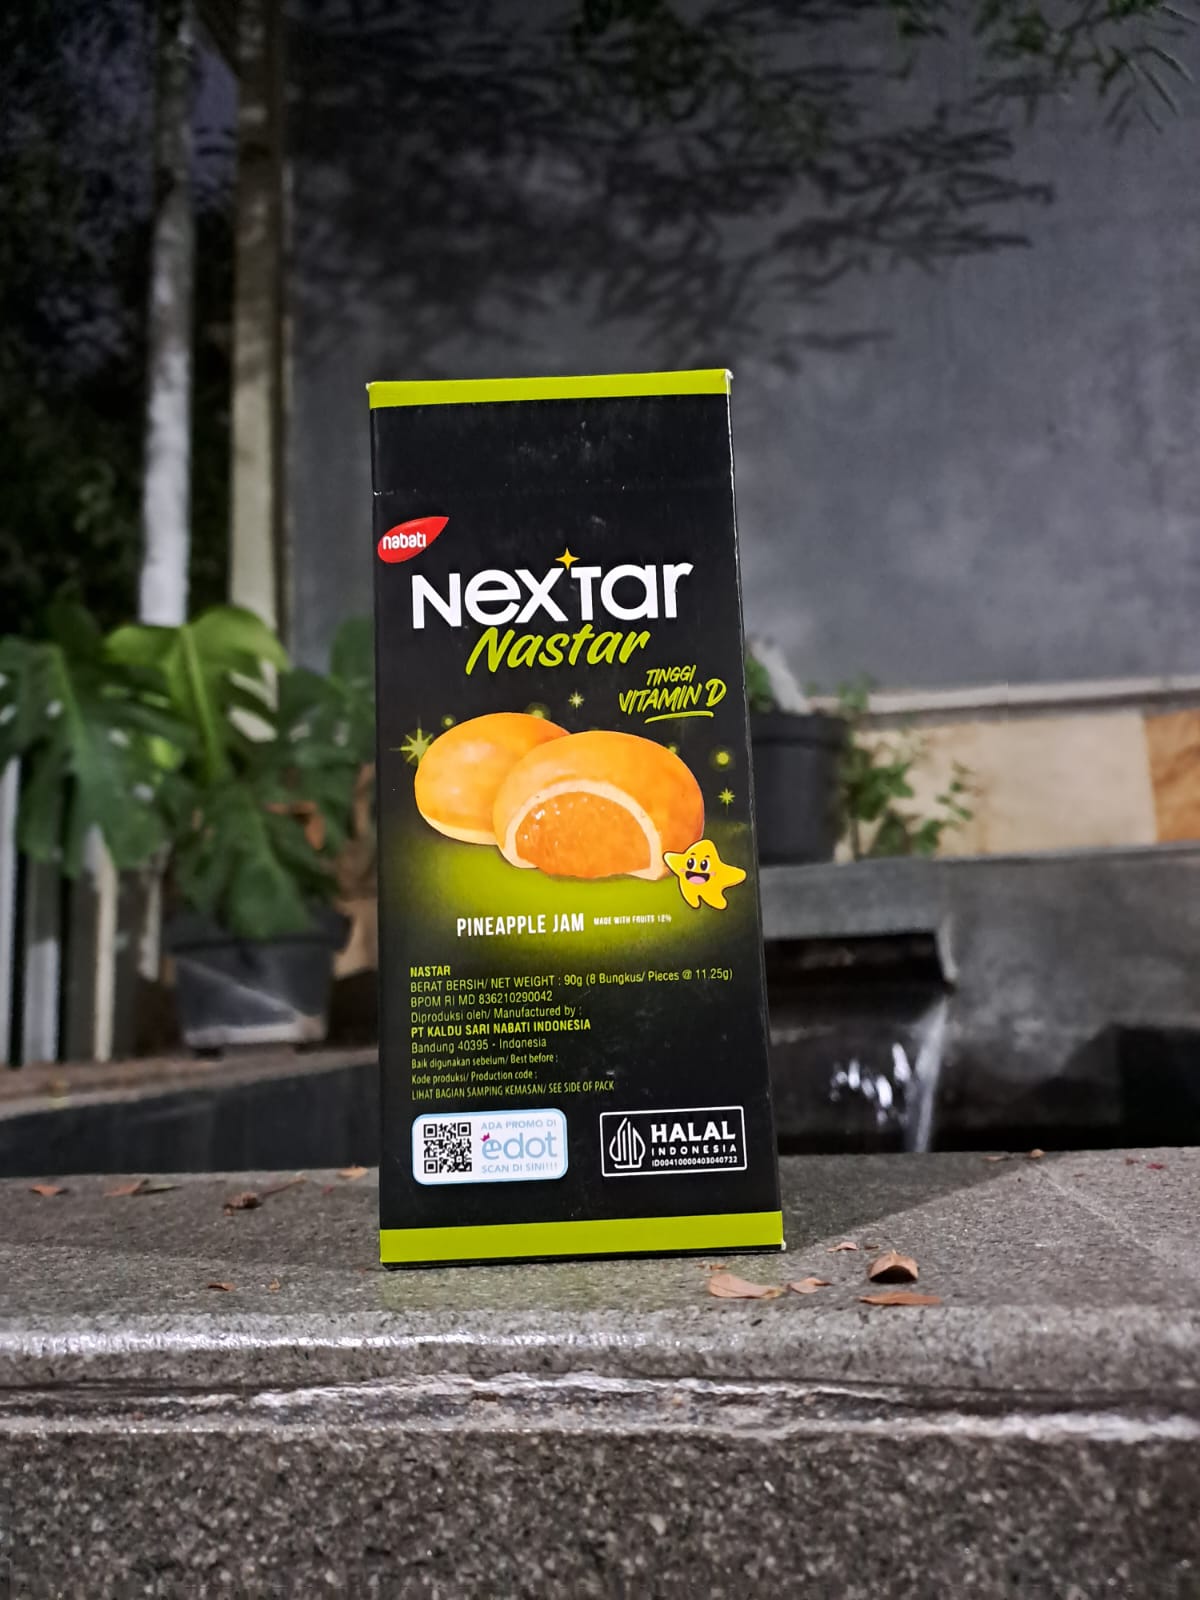 nabati
NEXTar
Nastar
TINGGI
VITAMIN D
PINEAPPLE JAM MADE WITH FRUITS 12%
NASTAR
BERAT BERSIH/ NET WEIGHT : 90g (8 Bungkus/ Pieces @ 11.25g)
BPOM RI MD 836210290042
Diproduksi oleh/ Manufactured by :
PT KALDU SARI NABATI INDONESIA
Bandung 40395 - Indonesia
Baik digunakan sebelum/ Best before :
Kode produksi/ Production code :
LIHAT BAGIAN SAMPING KEMASAN/ SEE SIDE OF PACK
ADA PROMO DI
edot
SCAN DI SINI!!!
HALAL
INDONESIA
ID00410000403040722